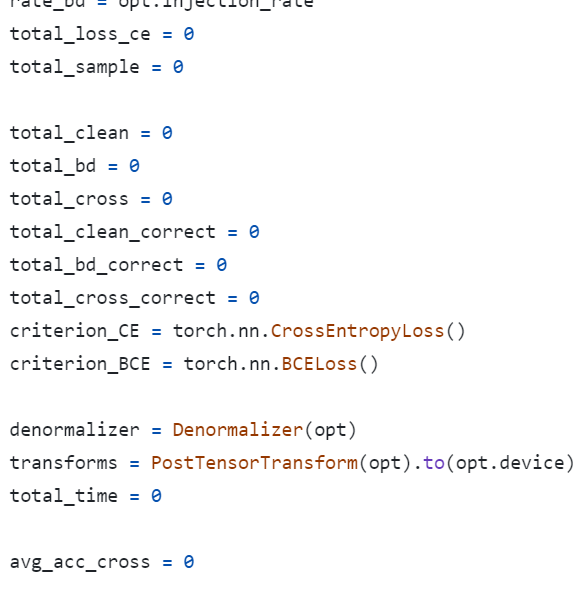 rate_bd = opt.injection_rate
total_loss_ce = 0
total_sample = 0
total_clean = 0
total_bd = 0
total_cross = 0
total_clean_correct = 0
total_bd_correct = 0
total_cross_correct = 0
criterion_CE = torch.nn.CrossEntropyLoss()
criterion_BCE = torch.nn.BCELoss()
denormalizer = Denormalizer(opt)
transforms = PostTensorTransform(opt).to(opt.device)
total_time = 0
avg_acc_cross = 0